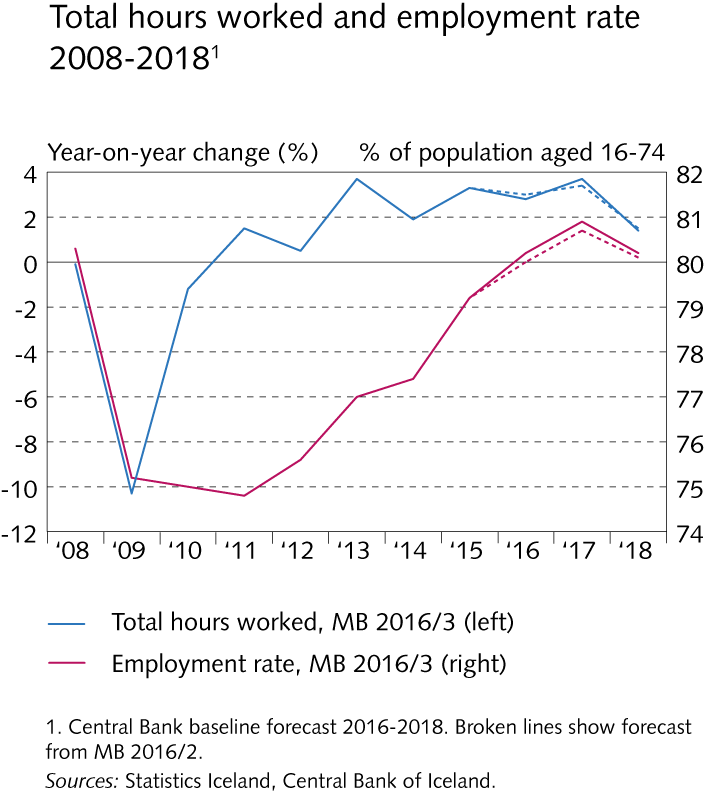 Total hours worked and employment rate
2008-2018¹
Year-on-year change (%) % of population aged 16-74
4 82
2 81
0 80
-2 79
-4 78
-6 77
-8 76
-10 75
-12 74
‘08 ‘09 ‘10 ‘11 ‘12 ‘13 ‘14 ‘15 ‘16 ‘17 ‘18
Total hours worked, MB 2016/3 (left)
Employment rate, MB 2016/3 (right)
1. Central Bank baseline forecast 2016-2018. Broken lines show forecast
from MB 2016/2.
Sources: Statistics Iceland, Central Bank of Iceland.